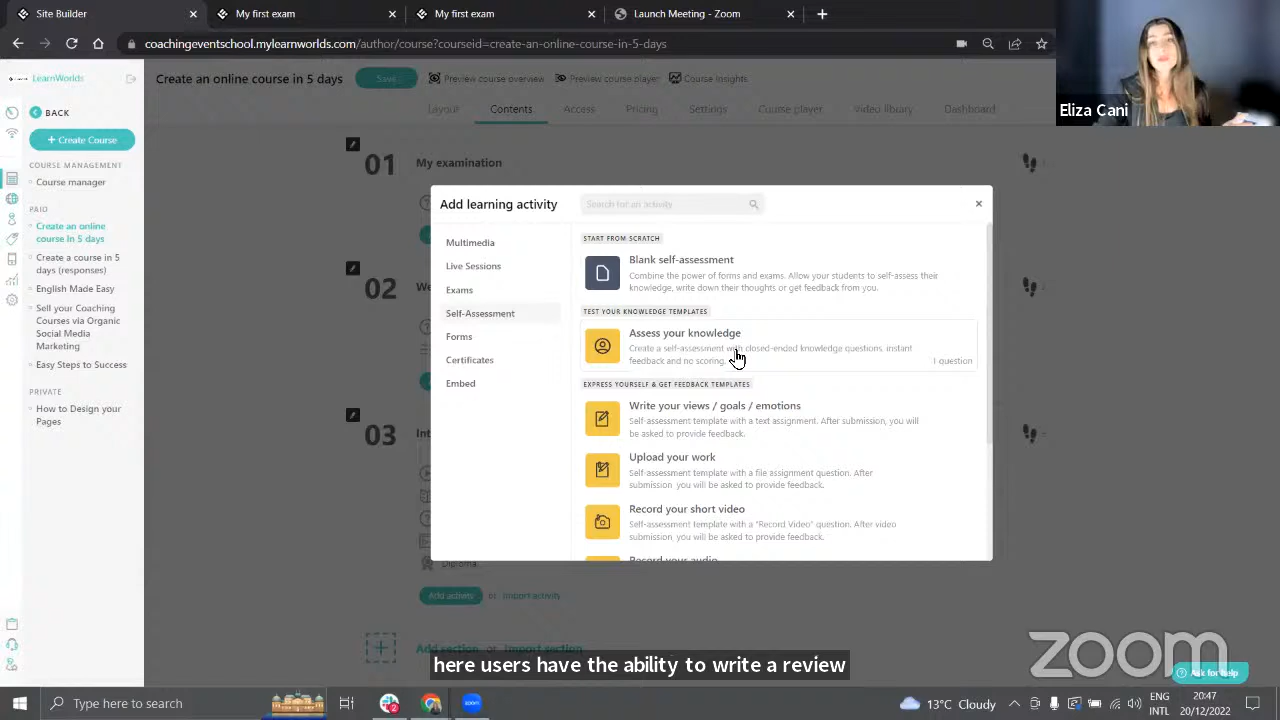 Site Builder
My first exam
My first exam
Launch Meeting - Zoom
coachingeventschool.mylearnworlds.com/author/course?courseid=create-an-online-course-in-5-days
Eliza Cani
LearnWorlds
Create an online course in 5 days
Save
Preview course overview
Preview course player
Course Insights
Layout
Contents
Access
Pricing
Settings
Course player
Video library
Dashboard
BACK
+ Create Course
COURSE MANAGEMENT
Course manager
PAID
Create an online
course in 5 days
Create a course in 5
days (responses)
English Made Easy
Sell your Coaching
Courses via Organic
Social Media
Marketing
Easy Steps to Success
PRIVATE
How to Design your
Pages
01
My examination
02
03
Add learning activity
Search for an activity
Multimedia
Live Sessions
Exams
Self-Assessment
Forms
Certificates
Embed
START FROM SCRATCH
Blank self-assessment
Combine the power of forms and exams. Allow your students to self-assess their
knowledge, write down their thoughts or get feedback from you.
TEST YOUR KNOWLEDGE TEMPLATES
Assess your knowledge
Create a self-assessment with closed-ended knowledge questions, instant
feedback and no scoring.
1 question
EXPRESS YOURSELF & GET FEEDBACK TEMPLATES
Write your views / goals / emotions
Self-assessment template with a text assignment. After submission, you will
be asked to provide feedback.
Upload your work
Self-assessment template with a file assignment question. After
submission you will be asked to provide feedback.
Record your short video
Self-assessment template with a "Record Video" question. After video
submission, you will be asked to provide feedback.
Record your audio
Diploma
Add activity or Import activity
Add section or Import section
here users have the ability to write a review
zoom
Ask for help
Type here to search
2
13°C Cloudy
ENG
INTL
20:47
20/12/2022